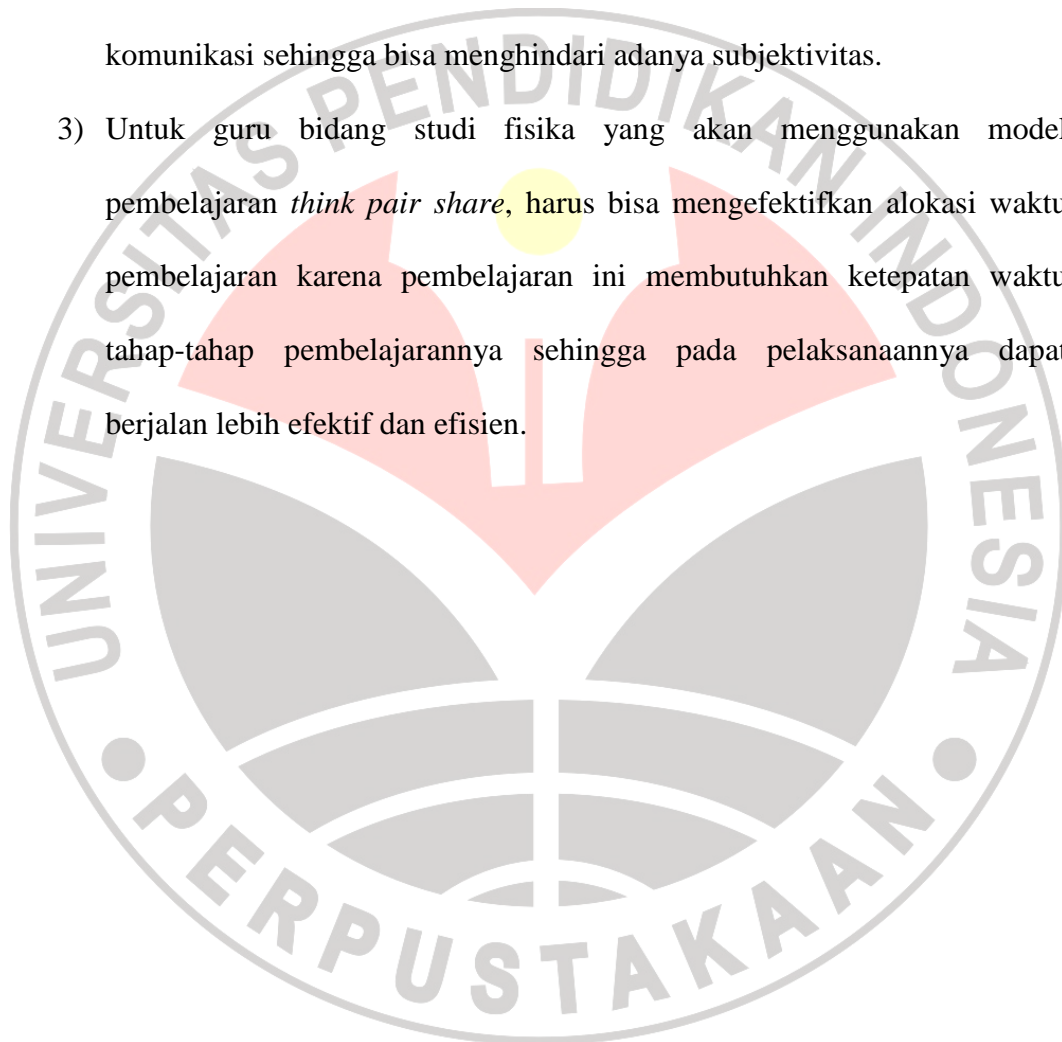 komunikasi sehingga bisa menghindari adanya subjektivitas.
3) Untuk guru bidang studi fisika yang akan menggunakan model
pembelajaran think pair share, harus bisa mengefektifkan alokasi waktu
pembelajaran karena pembelajaran ini membutuhkan ketepatan waktu
tahap-tahap pembelajarannya sehingga pada pelaksanaannya dapat
berjalan lebih efektif dan efisien.
UNIVERSITAS PENDIDIKAN INDONESIA
PERPUSTAKAAN